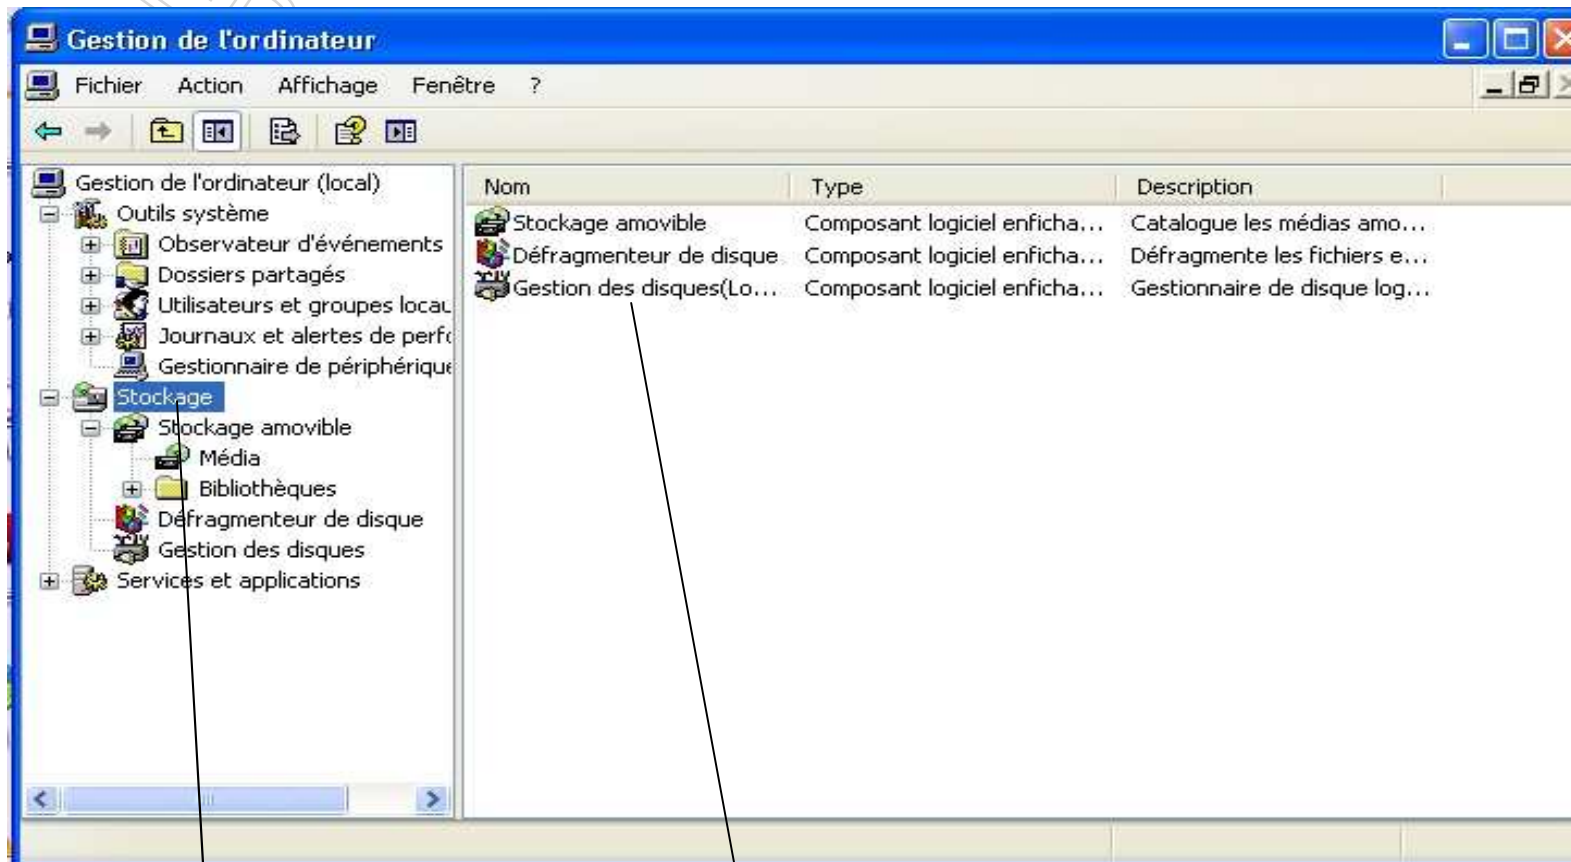 Gestion de l'ordinateur
Fichier Action Affichage Fenêtre ?
Gestion de l'ordinateur (local)
Outils système
Observateur d'événements
Dossiers partagés
Utilisateurs et groupes locau
Journaux et alertes de perfo
Gestionnaire de périphérique
Stockage
Stockage amovible
Média
Bibliothèques
Défragmenteur de disque
Gestion des disques
Services et applications
Nom Type Description
Stockage amovible Composant logiciel enficha... Catalogue les médias amo...
Défragmenteur de disque Composant logiciel enficha... Défragmente les fichiers e...
Gestion des disques(Lo... Composant logiciel enficha... Gestionnaire de disque log...